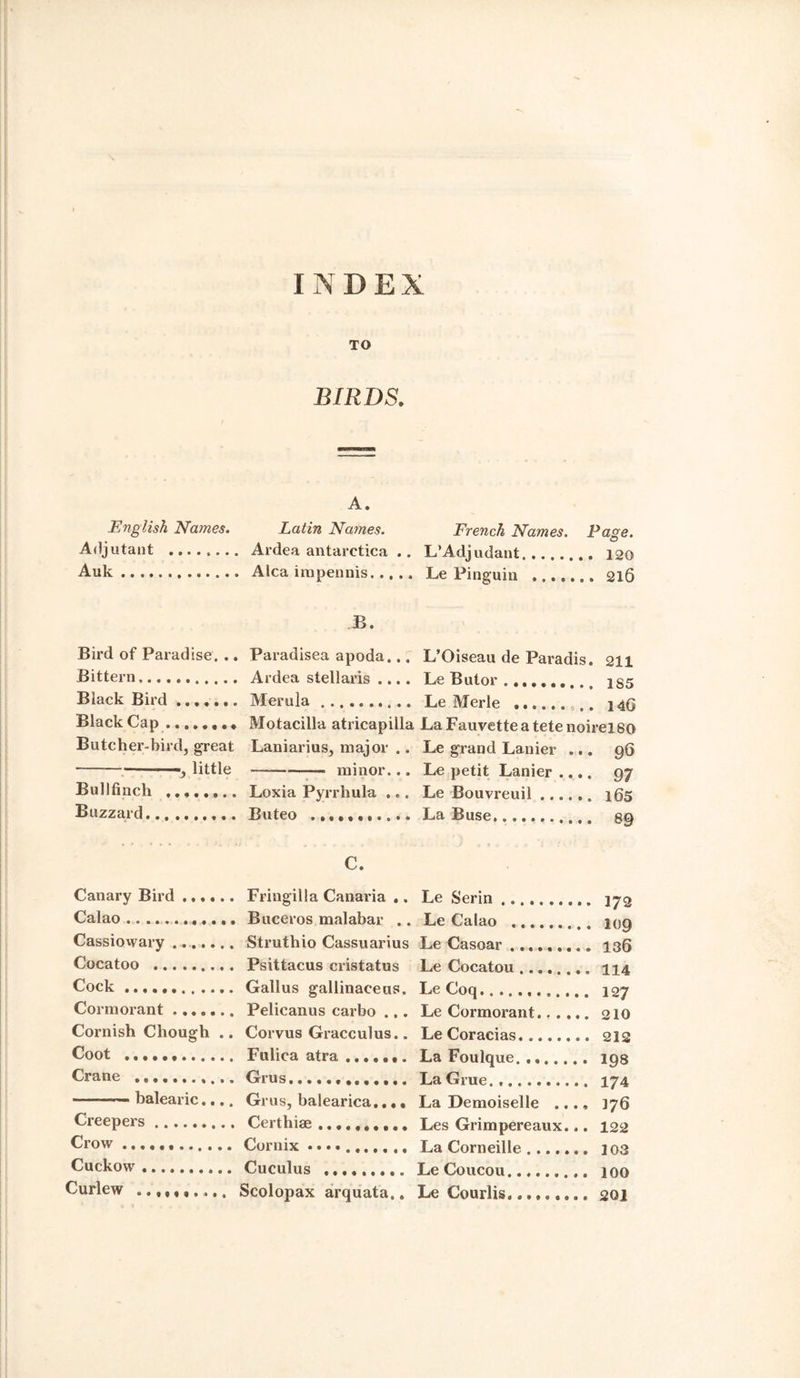 INDEX
TO
BIRDS.
A.
English Names. Latin Names. French Names. Page.
Adjutant ........ Ardea antarctica .. L'Adjudant........ 120
Auk ............. Alca impennis..... Le Pinguin ....... 216
B.
Bird of Paradise... Paradisea apoda... L'Oiseau de Paradis. 211
Bittern........... Ardea stellaris .... Le Butor .......... 185
Black Bird ....... Merula .......... Le Merle ......... 146
Black Cap ........ Motacilla atricapilla La Fauvette a tete noire 180
Butcher-bird, great Laniarius, major .. Le grand Lanier ... 96
————, little ———— minor... Le petit Lanier .... 97
Bullfinch ........ Loxia Pyrrhula ... Le Bouvreuil ...... 165
Buzzard.......... Buteo ........... La Buse........... 89
C.
Canary Bird ...... Fringilla Canaria .. Le Serin .......... 172
Calao ............ Buceros malabar .. Le Calao ......... 109
Cassiowary ....... Struthio Cassuarius Le Casoar ......... 136
Cocatoo ......... Psittacus cristatus Le Cocatou ........ 114
Cock ............ Gallus gallinaceus. Le Coq............ 127
Cormorant ....... Pelicanus carbo ... Le Cormorant...... 210
Cornish Chough .. Corvus Gracculus.. Le Coracias........ 212
Coot ............ Fulica atra ....... La Foulque........ 198
Crane ........... Grus............. La Grue........... 174
——— balearic.... Grus, balearica.... La Demoiselle .... 176
Creepers ......... Certhiæ .......... Les Grimpereaux... 122
Crow ............ Cornix ........... La Corneille ....... 103
Cuckow .......... Cuculus ......... Le Coucou......... 100
Curlew .......... Scolopax arquata.. Le Courlis......... 201